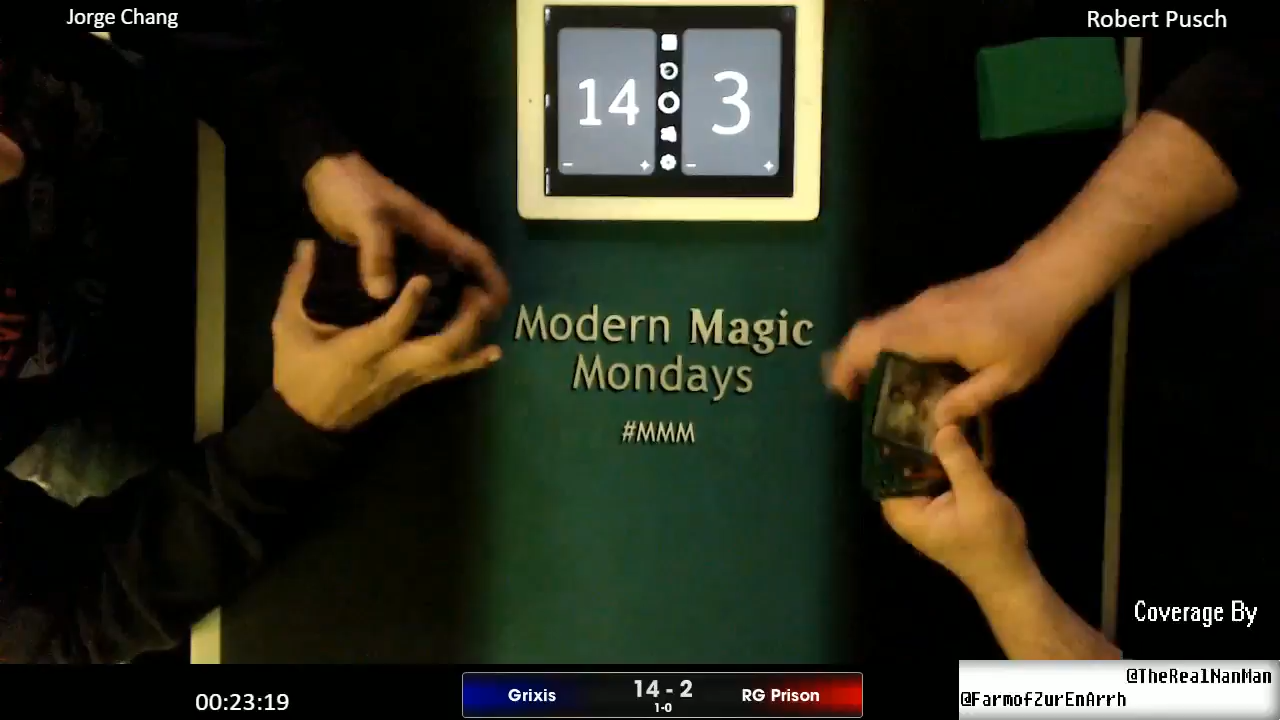 Jorge Chang
Robert Pusch
14
3
Modern Magic
Mondays
#MMM
Coverage By
@TheRealNanMan
@FarmofZurEnArrh
00:23:19
Grixis
14 - 2
RG Prison
1-0